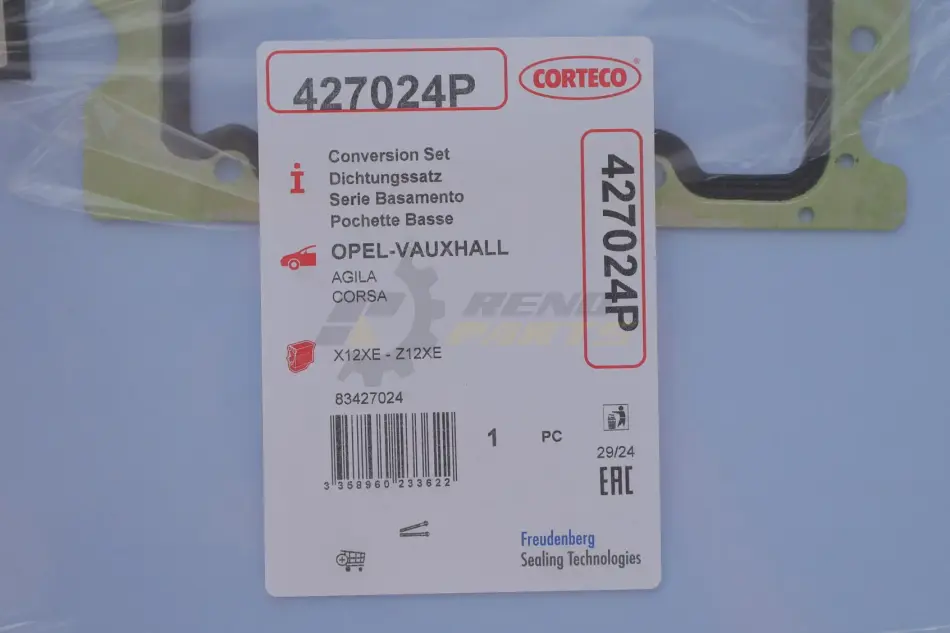 427024P
CORTECO
Conversion Set
Dichtungssatz
Serie Basamento
Pochette Basse
OPEL-VAUXHALL
AGILA
CORSA
427024P
X12XE - Z12XE
83427024
3 358960 233622
1 PC
29/24
EAC
Freudenberg
Sealing Technologies
PARTS